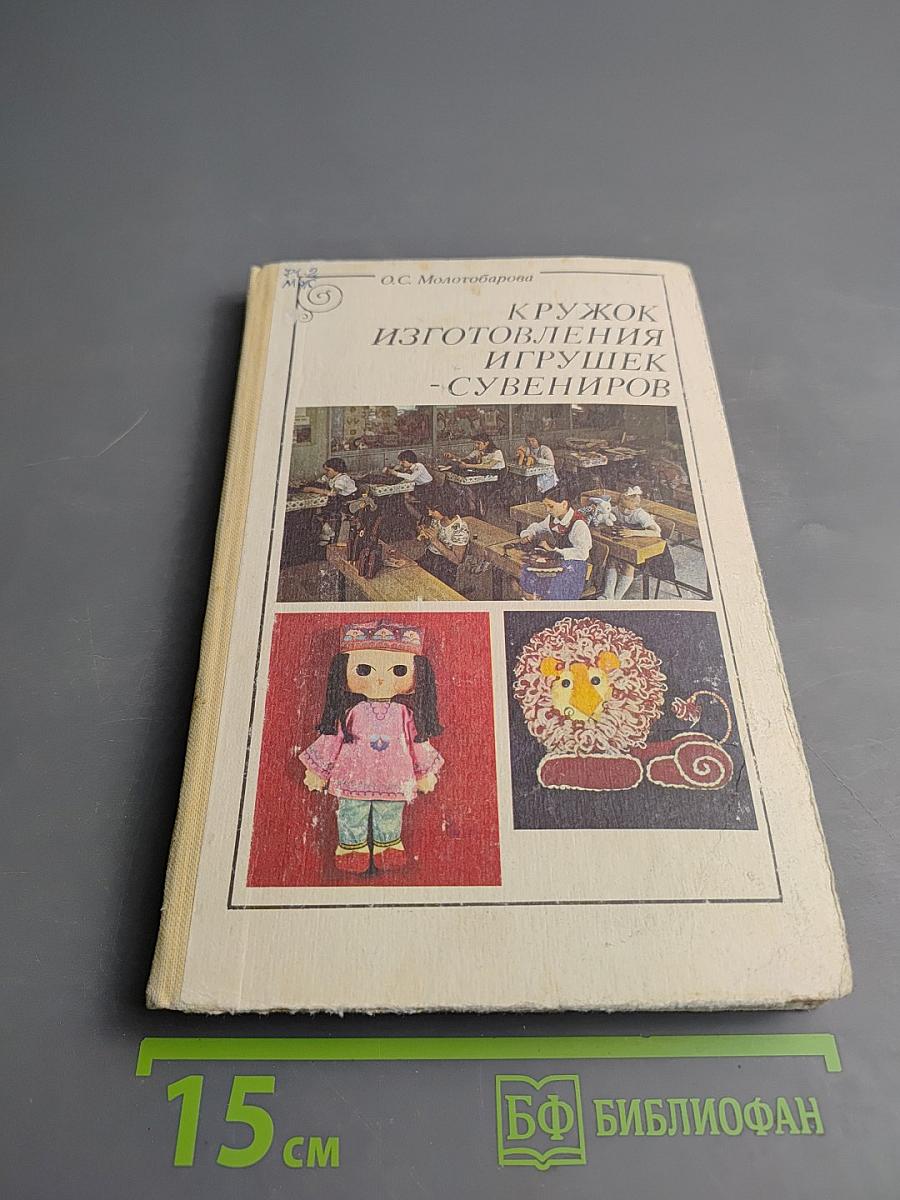 О.С. Молотобарова
КРУЖОК
ИЗГОТОВЛЕНИЯ
ИГРУШЕК
-СУВЕНИРОВ
15 см
БФ БИБЛИОФАН